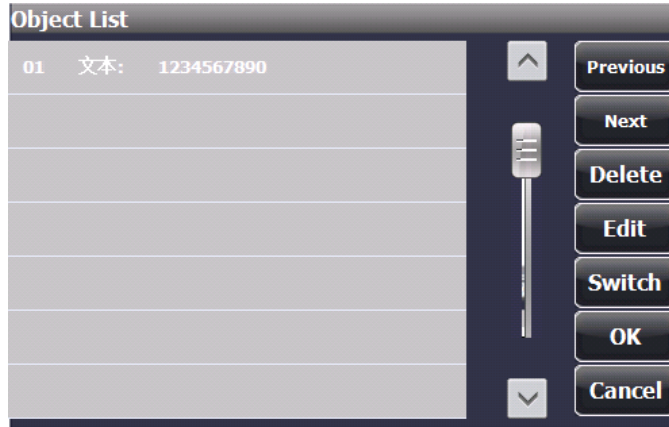 Object List
01 文本: 1234567890
Previous
Next
Delete
Edit
Switch
OK
Cancel